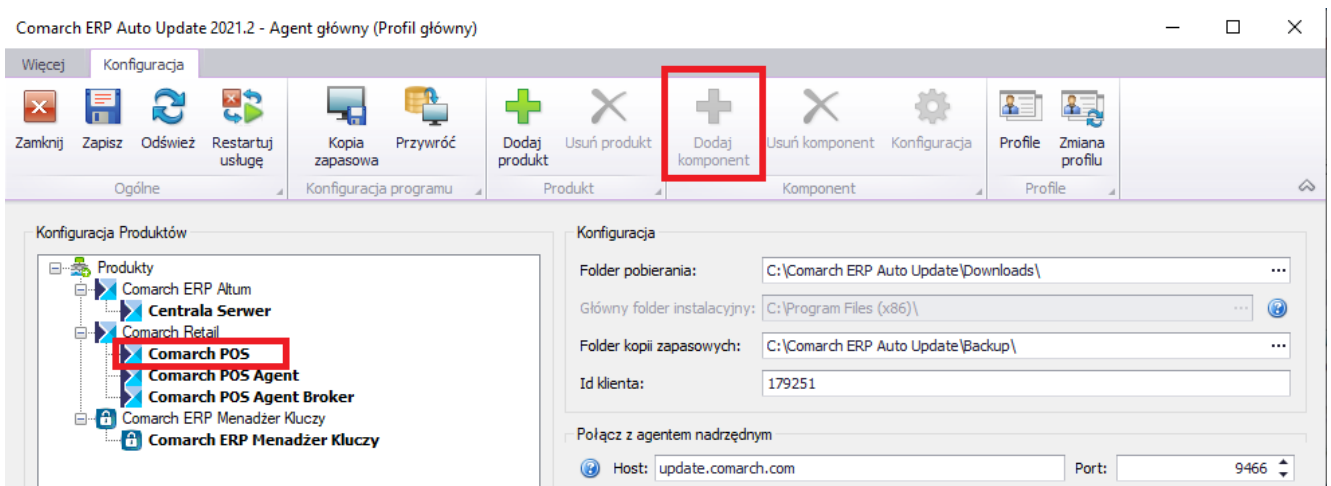 Comarch ERP Auto Update 2021.2 - Agent główny (Profil główny)
Więcej Konfiguracja
Zamknij Zapisz Odśwież Restartuj usługę Kopia zapasowa Przywróć Dodaj produkt Usuń produkt Dodaj komponent Usuń komponent Konfiguracja Profile Zmiana profilu
Ogólne Konfiguracja programu Produkt Komponent Profile
Konfiguracja Produktów
Produkty
Comarch ERP Altum
Centrala Serwer
Comarch Retail
Comarch POS
Comarch POS Agent
Comarch POS Agent Broker
Comarch ERP Menadżer Kluczy
Comarch ERP Menadżer Kluczy
Konfiguracja
Folder pobierania: C:\Comarch ERP Auto Update\Downloads\ ...
Główny folder instalacyjny: C:\Program Files (x86)\ ...
Folder kopii zapasowych: C:\Comarch ERP Auto Update\Backup\ ...
Id klienta: 179251
Połącz z agentem nadrzędnym
Host: update.comarch.com Port: 9466